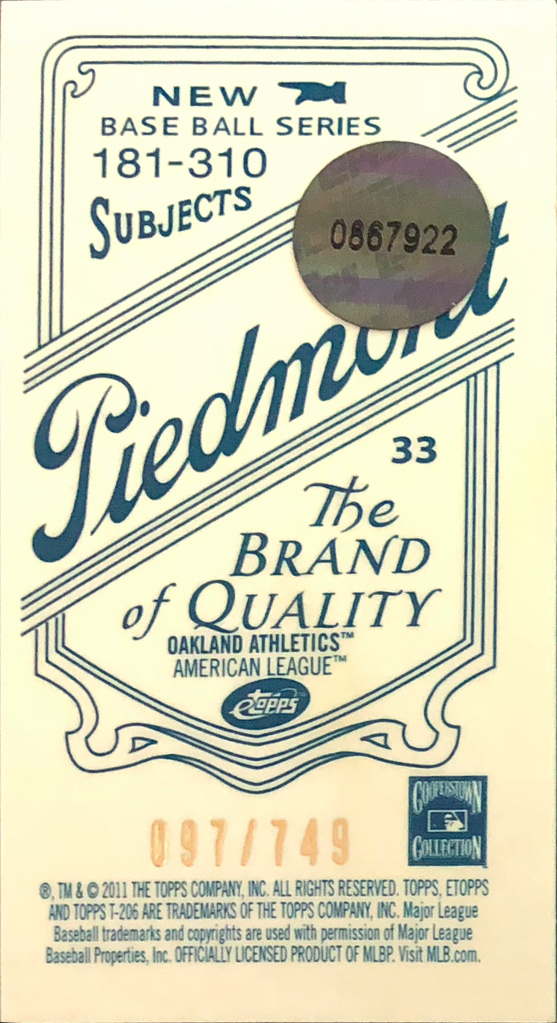 NEW
BASE BALL SERIES
181-310
SUBJECTS
0867922
Piedmont
33
The
BRAND
of QUALITY
OAKLAND ATHLETICS™
AMERICAN LEAGUE™
etopps
COOPERSTOWN
COLLECTION
097/749
®, TM & © 2011 THE TOPPS COMPANY, INC. ALL RIGHTS RESERVED. TOPPS, ETOPPS
AND TOPPS T-206 ARE TRADEMARKS OF THE TOPPS COMPANY, INC. Major League
Baseball trademarks and copyrights are used with permission of Major League
Baseball Properties, Inc. OFFICIALLY LICENSED PRODUCT OF MLBP. Visit MLB.com.